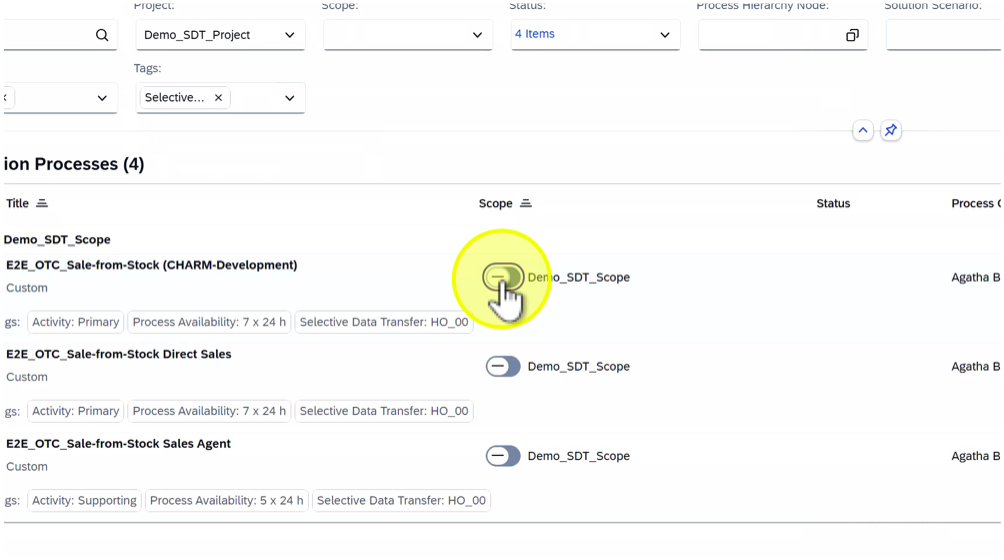 Project:
Scope:
Status:
Process Hierarchy Node:
Solution Scenario:
Demo_SDT_Project
4 Items
Tags:
Selective...
ion Processes (4)
Title
Scope
Status
Process
Demo_SDT_Scope
E2E_OTC_Sale-from-Stock (CHARM-Development)
Custom
Demo_SDT_Scope
Agatha B
gs: Activity: Primary Process Availability: 7 x 24 h Selective Data Transfer: HO_00
E2E_OTC_Sale-from-Stock Direct Sales
Custom
Demo_SDT_Scope
Agatha B
gs: Activity: Primary Process Availability: 7 x 24 h Selective Data Transfer: HO_00
E2E_OTC_Sale-from-Stock Sales Agent
Custom
Demo_SDT_Scope
Agatha B
gs: Activity: Supporting Process Availability: 5 x 24 h Selective Data Transfer: HO_00